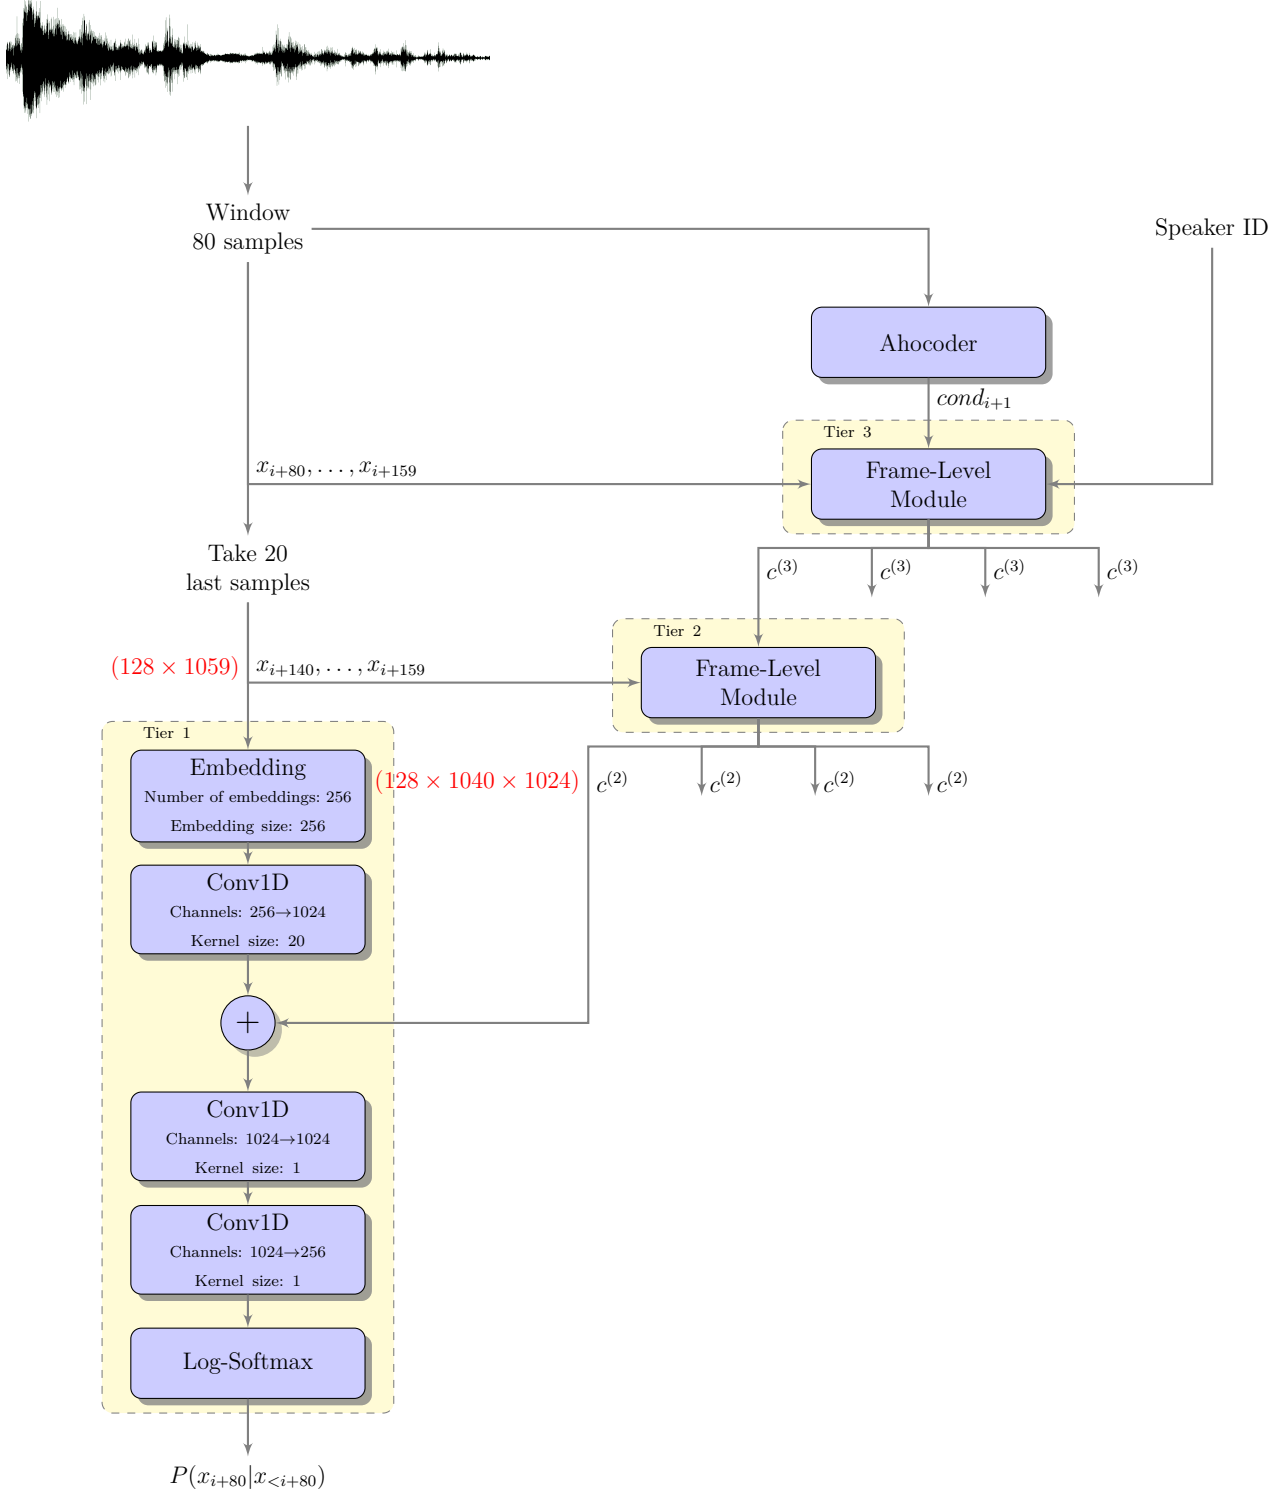 Window
80 samples
Speaker ID
Ahocoder
cond_{i+1}
Tier 3
x_{i+80}, . . . , x_{i+159}
Frame-Level
Module
Take 20
last samples
c^{(3)} c^{(3)} c^{(3)} c^{(3)}
Tier 2
(128 × 1059) x_{i+140}, . . . , x_{i+159}
Frame-Level
Module
Tier 1
Embedding
Number of embeddings: 256
Embedding size: 256
(128 × 1040 × 1024) c^{(2)} c^{(2)} c^{(2)} c^{(2)}
Conv1D
Channels: 256→1024
Kernel size: 20
+
Conv1D
Channels: 1024→1024
Kernel size: 1
Conv1D
Channels: 1024→256
Kernel size: 1
Log-Softmax
P(x_{i+80}|x_{<i+80})